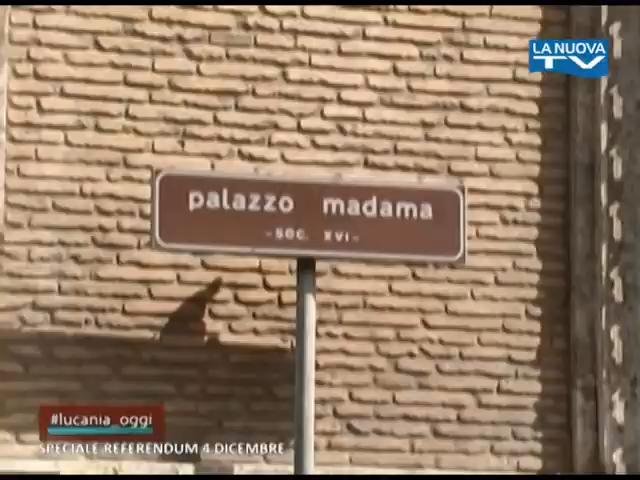 LA NUOVA
TV
palazzo madama
-sec. XVI-
#lucania_oggi
SPECIALE REFERENDUM 4 DICEMBRE